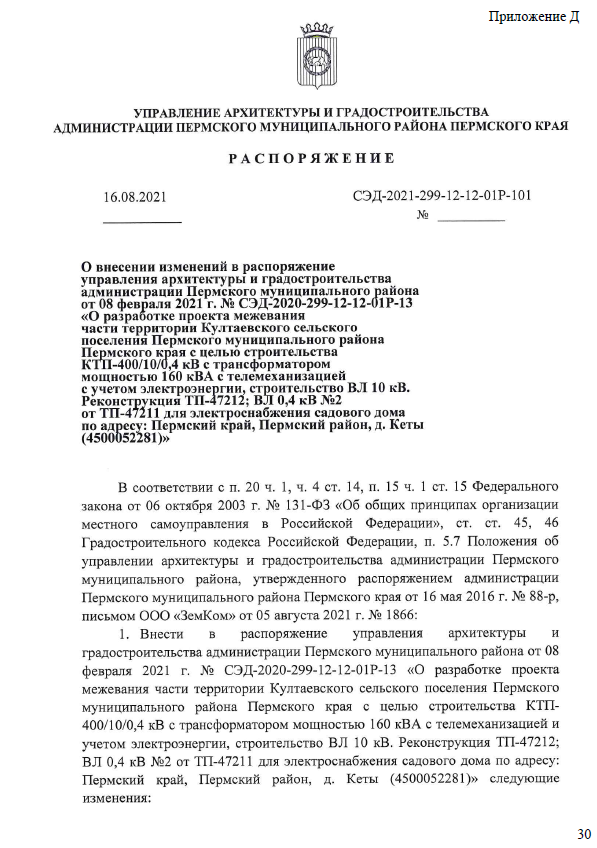 Приложение Д
УПРАВЛЕНИЕ АРХИТЕКТУРЫ И ГРАДОСТРОИТЕЛЬСТВА
АДМИНИСТРАЦИИ ПЕРМСКОГО МУНИЦИПАЛЬНОГО РАЙОНА ПЕРМСКОГО КРАЯ
Р А С П О Р Я Ж Е Н И Е
16.08.2021 СЭД-2021-299-12-12-01Р-101
№
О внесении изменений в распоряжение
управления архитектуры и градостроительства
администрации Пермского муниципального района
от 08 февраля 2021 г. № СЭД-2020-299-12-12-01Р-13
«О разработке проекта межевания
части территории Култаевского сельского
поселения Пермского муниципального района
Пермского края с целью строительства
КТП-400/10/0,4 кВ с трансформатором
мощностью 160 кВА с телемеханизацией
с учетом электроэнергии, строительство ВЛ 10 кВ.
Реконструкция ТП-47212; ВЛ 0,4 кВ №2
от ТП-47211 для электроснабжения садового дома
по адресу: Пермский край, Пермский район, д. Кеты
(4500052281)»
В соответствии с п. 20 ч. 1, ч. 4 ст. 14, п. 15 ч. 1 ст. 15 Федерального
закона от 06 октября 2003 г. № 131-ФЗ «Об общих принципах организации
местного самоуправления в Российской Федерации», ст. ст. 45, 46
Градостроительного кодекса Российской Федерации, п. 5.7 Положения об
управлении архитектуры и градостроительства администрации Пермского
муниципального района, утвержденного распоряжением администрации
Пермского муниципального района Пермского края от 16 мая 2016 г. № 88-р,
письмом ООО «ЗемКом» от 05 августа 2021 г. № 1866:
1. Внести в распоряжение управления архитектуры и
градостроительства администрации Пермского муниципального района от 08
февраля 2021 г. № СЭД-2020-299-12-12-01Р-13 «О разработке проекта
межевания части территории Култаевского сельского поселения Пермского
муниципального района Пермского края с целью строительства КТП-
400/10/0,4 кВ с трансформатором мощностью 160 кВА с телемеханизацией и
учетом электроэнергии, строительство ВЛ 10 кВ. Реконструкция ТП-47212;
ВЛ 0,4 кВ №2 от ТП-47211 для электроснабжения садового дома по адресу:
Пермский край, Пермский район, д. Кеты (4500052281)» следующие
изменения:
30